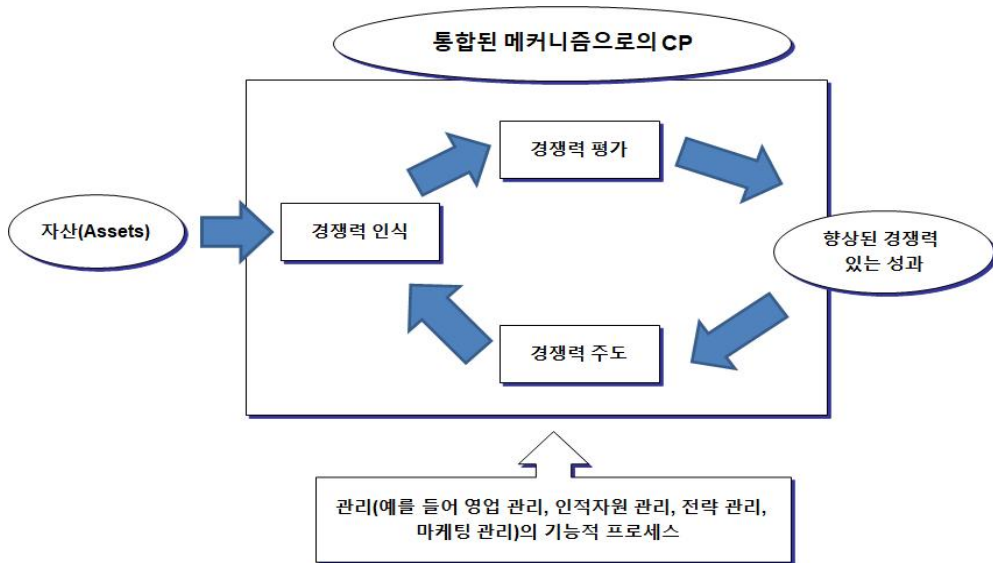 통합된 메커니즘으로의 CP
경쟁력 평가
자산(Assets)
경쟁력 인식
향상된 경쟁력
있는 성과
경쟁력 주도
관리(예를 들어 영업 관리, 인적자원 관리, 전략 관리,
마케팅 관리)의 기능적 프로세스